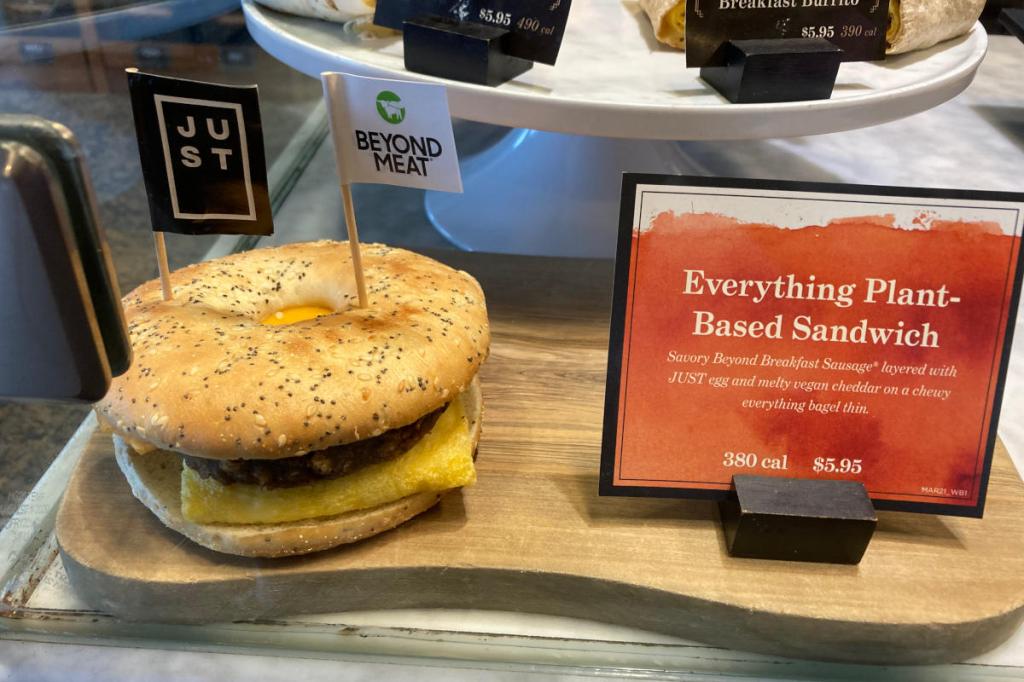 $5.95 490 cal
Breakfast Burrito
$5.95 390 cal
JU
ST
BEYOND
MEAT
Everything Plant-
Based Sandwich
Savory Beyond Breakfast Sausage® layered with
JUST egg and melty vegan cheddar on a chewy
everything bagel thin.
380 cal $5.95
MAR21_WB1